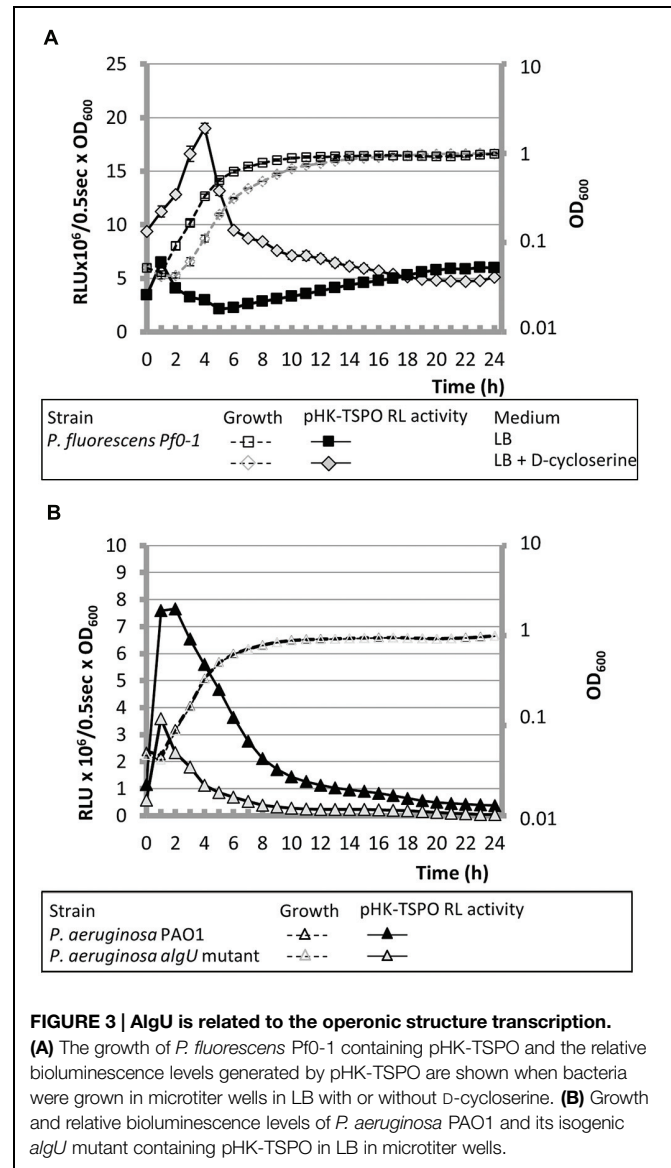 A
25
20
15
10
5
0
RLUx10⁶/0.5sec x OD₆₀₀
10
1
0.1
0.01
OD₆₀₀
0 2 4 6 8 10 12 14 16 18 20 22 24
Time (h)
Strain Growth pHK-TSPO RL activity Medium
P. fluorescens Pf0-1 LB
LB + D-cycloserine
B
10
9
8
7
6
5
4
3
2
1
0
RLU x 10⁶/0.5sec x OD₆₀₀
10
1
0.1
0.01
OD₆₀₀
0 2 4 6 8 10 12 14 16 18 20 22 24
Time (h)
Strain Growth pHK-TSPO RL activity
P. aeruginosa PAO1
P. aeruginosa algU mutant
FIGURE 3 | AlgU is related to the operonic structure transcription.
(A) The growth of P. fluorescens Pf0-1 containing pHK-TSPO and the relative
bioluminescence levels generated by pHK-TSPO are shown when bacteria
were grown in microtiter wells in LB with or without D-cycloserine. (B) Growth
and relative bioluminescence levels of P. aeruginosa PAO1 and its isogenic
algU mutant containing pHK-TSPO in LB in microtiter wells.